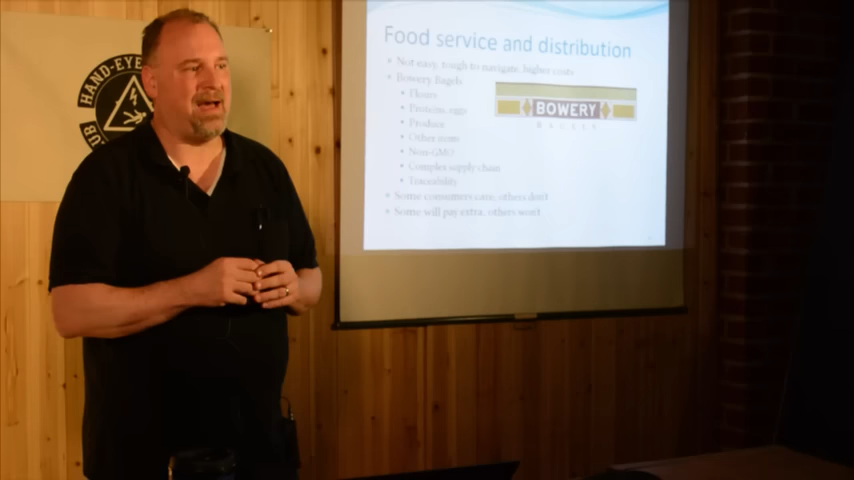 HAND-EYE
UB
Food service and distribution
• Not easy, tough to navigate, higher costs
• Bowery Bagels
• Flours
• Proteins, eggs
• Produce
• Other items
• Non-GMO
• Complex supply chain
• Traceability
• Some consumers care, others don't
• Some will pay extra, others won't
BOWERY
BAGELS